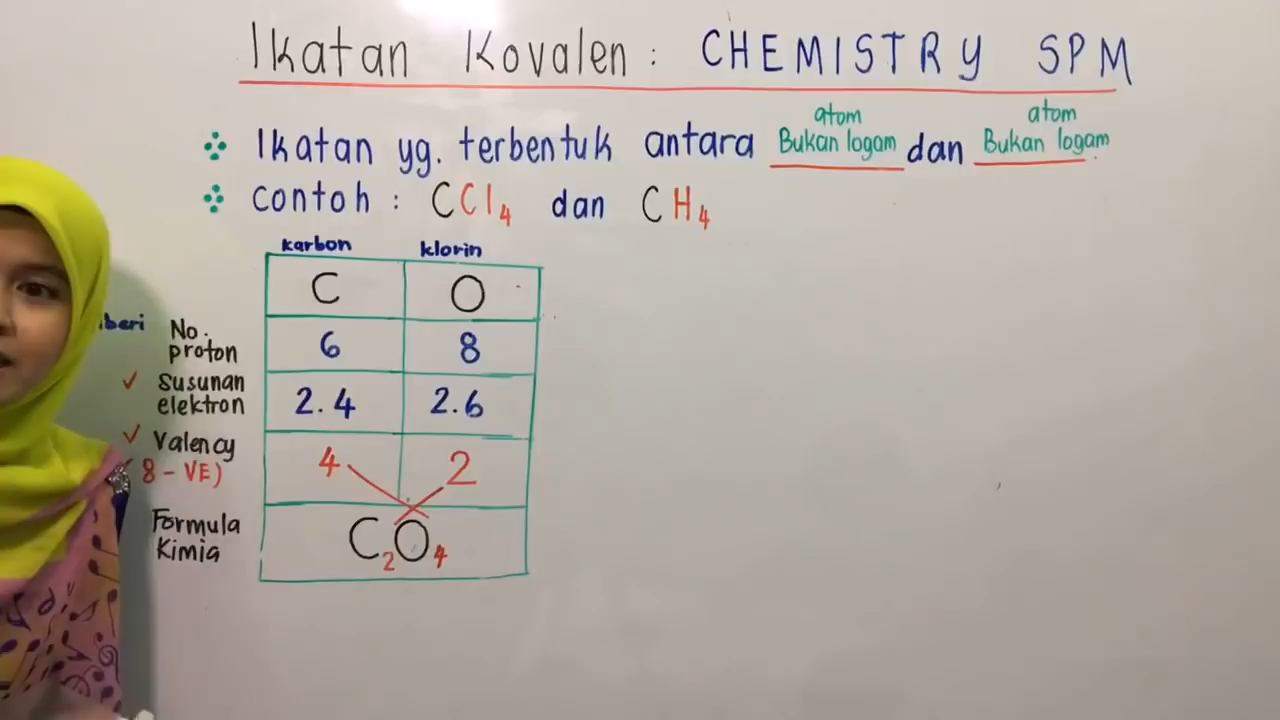 Ikatan Kovalen : CHEMISTRY SPM
Ikatan yg. terbentuk antara atom Bukan logam dan atom Bukan logam
Contoh : CCl₄ dan CH₄
karbon klorin
C O
No. proton 6 8
✓ Susunan elektron 2.4 2.6
✓ Valency 8 - VE) 4 2
Formula Kimia C₂O₄